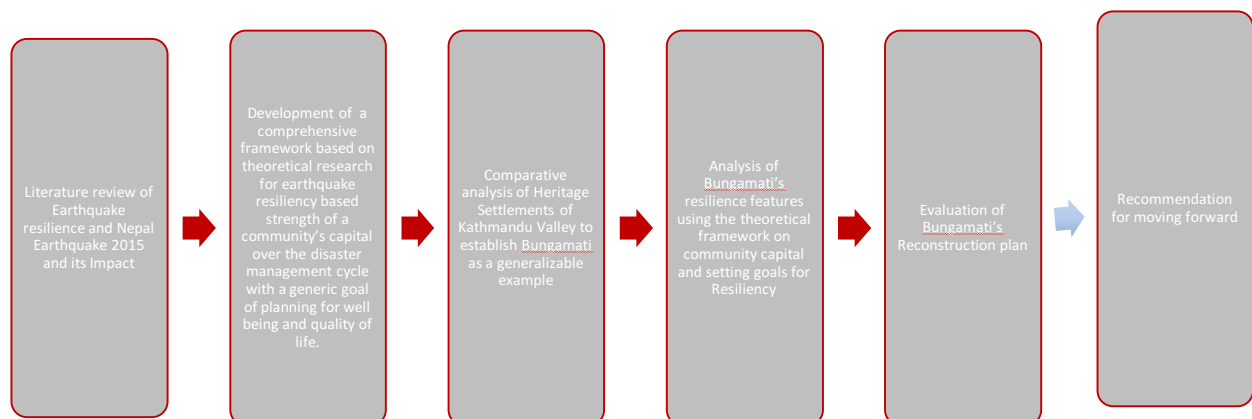 Literature review of
Earthquake
resilience and Nepal
Earthquake 2015
and its Impact
Development of a
comprehensive
framework based on
theoretical research
for earthquake
resiliency based
strength of a
community's capital
over the disaster
management cycle
with a generic goal
of planning for well
being and quality of
life.
Comparative
analysis of Heritage
Settlements of
Kathmandu Valley to
establish Bungamati
as a generalizable
example
Analysis of
Bungamati's
resilience features
using the theoretical
framework on
community capital
and setting goals for
Resiliency
Evaluation of
Bungamati's
Reconstruction plan
Recommendation
for moving forward